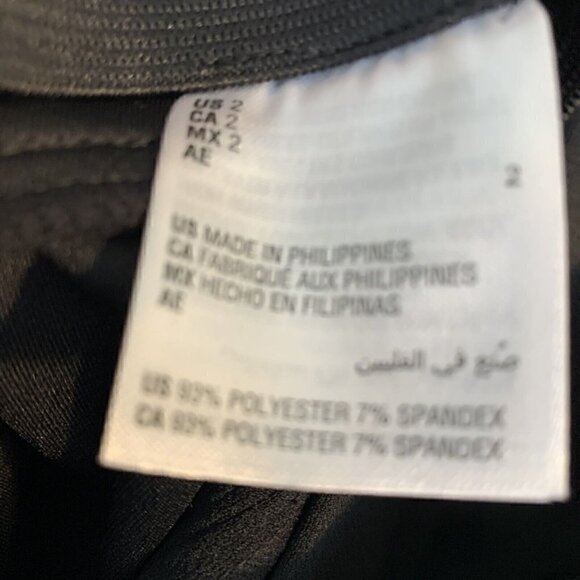 US 2
CA 2
MX 2
AE
2
US MADE IN PHILIPPINES
CA FABRIQUÉ AUX PHILIPPINES
MX HECHO EN FILIPINAS
AE
صنع في الفلبين
US 93% POLYESTER 7% SPANDEX
CA 93% POLYESTER 7% SPANDEX